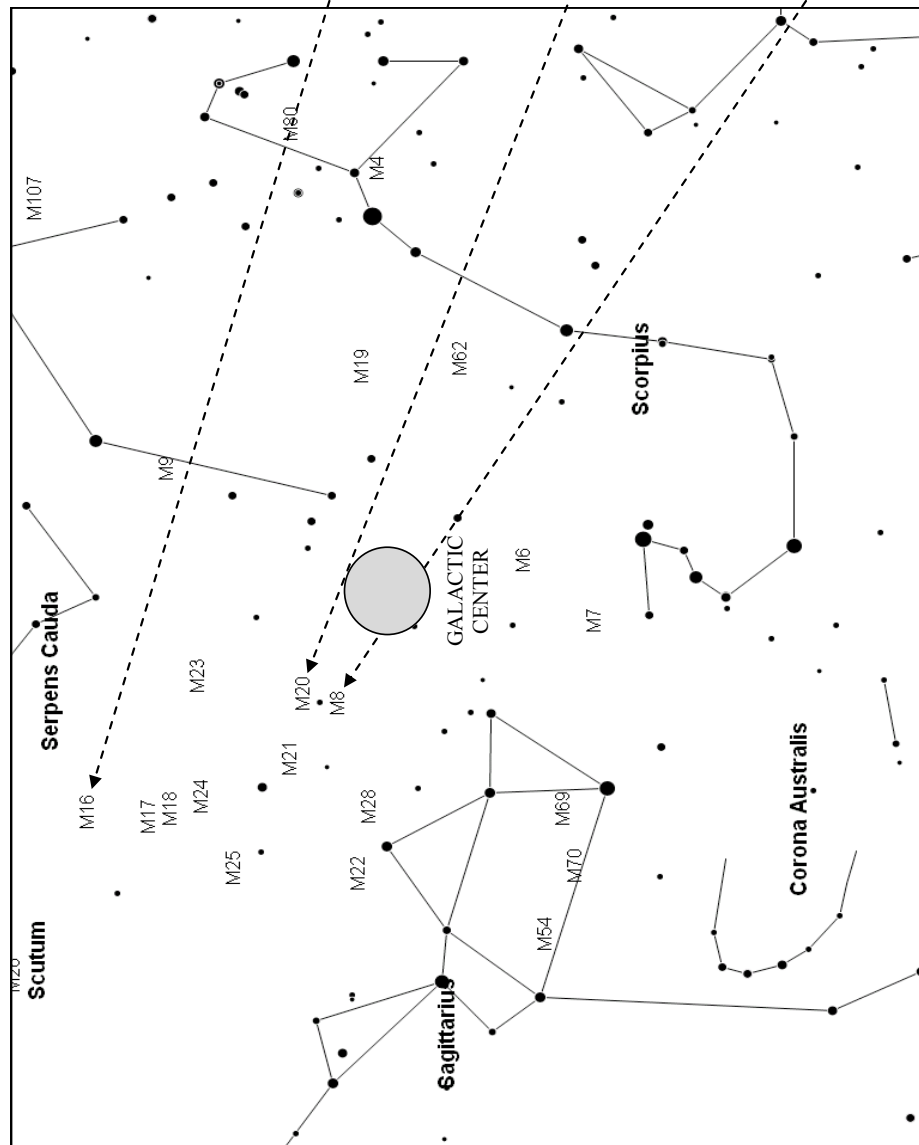 M26
Scutum
M107
Serpens Cauda
M16
M17
M18
M9
M23
M24
M25
M21
M80
M20
M8
M22
M19
M28
M4
Sagittarius
GALACTIC
CENTER
M62
M6
M54
M69
M70
M7
Scorpius
Corona Australis